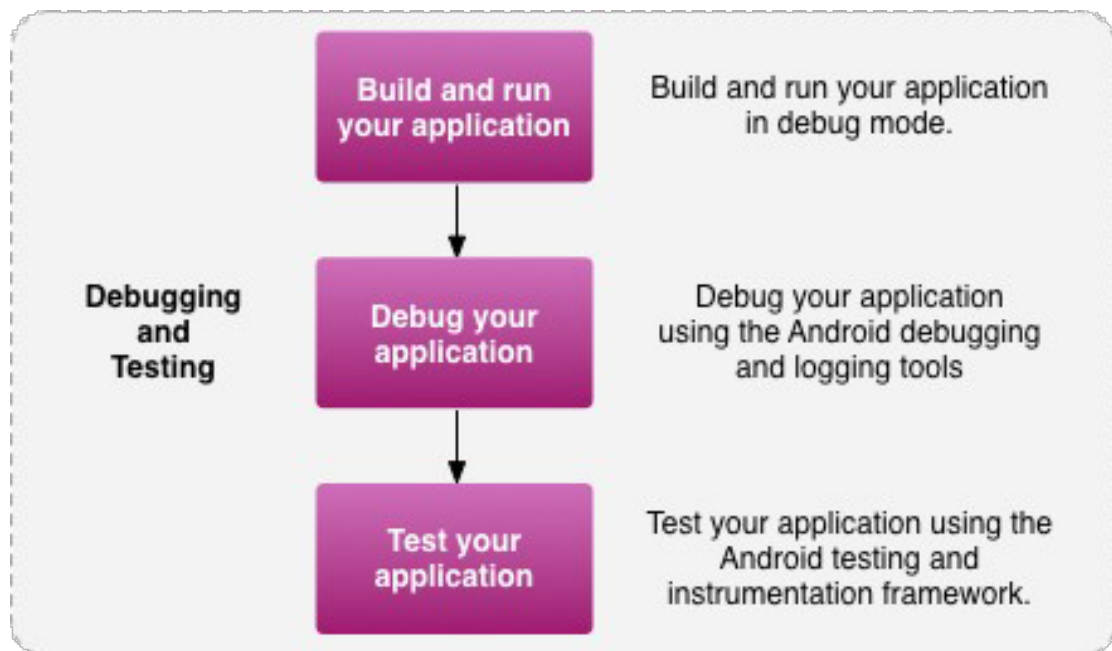 Build and run
your application
Build and run your application
in debug mode.
Debugging
and
Testing
Debug your
application
Debug your application
using the Android debugging
and logging tools
Test your
application
Test your application using the
Android testing and
instrumentation framework.